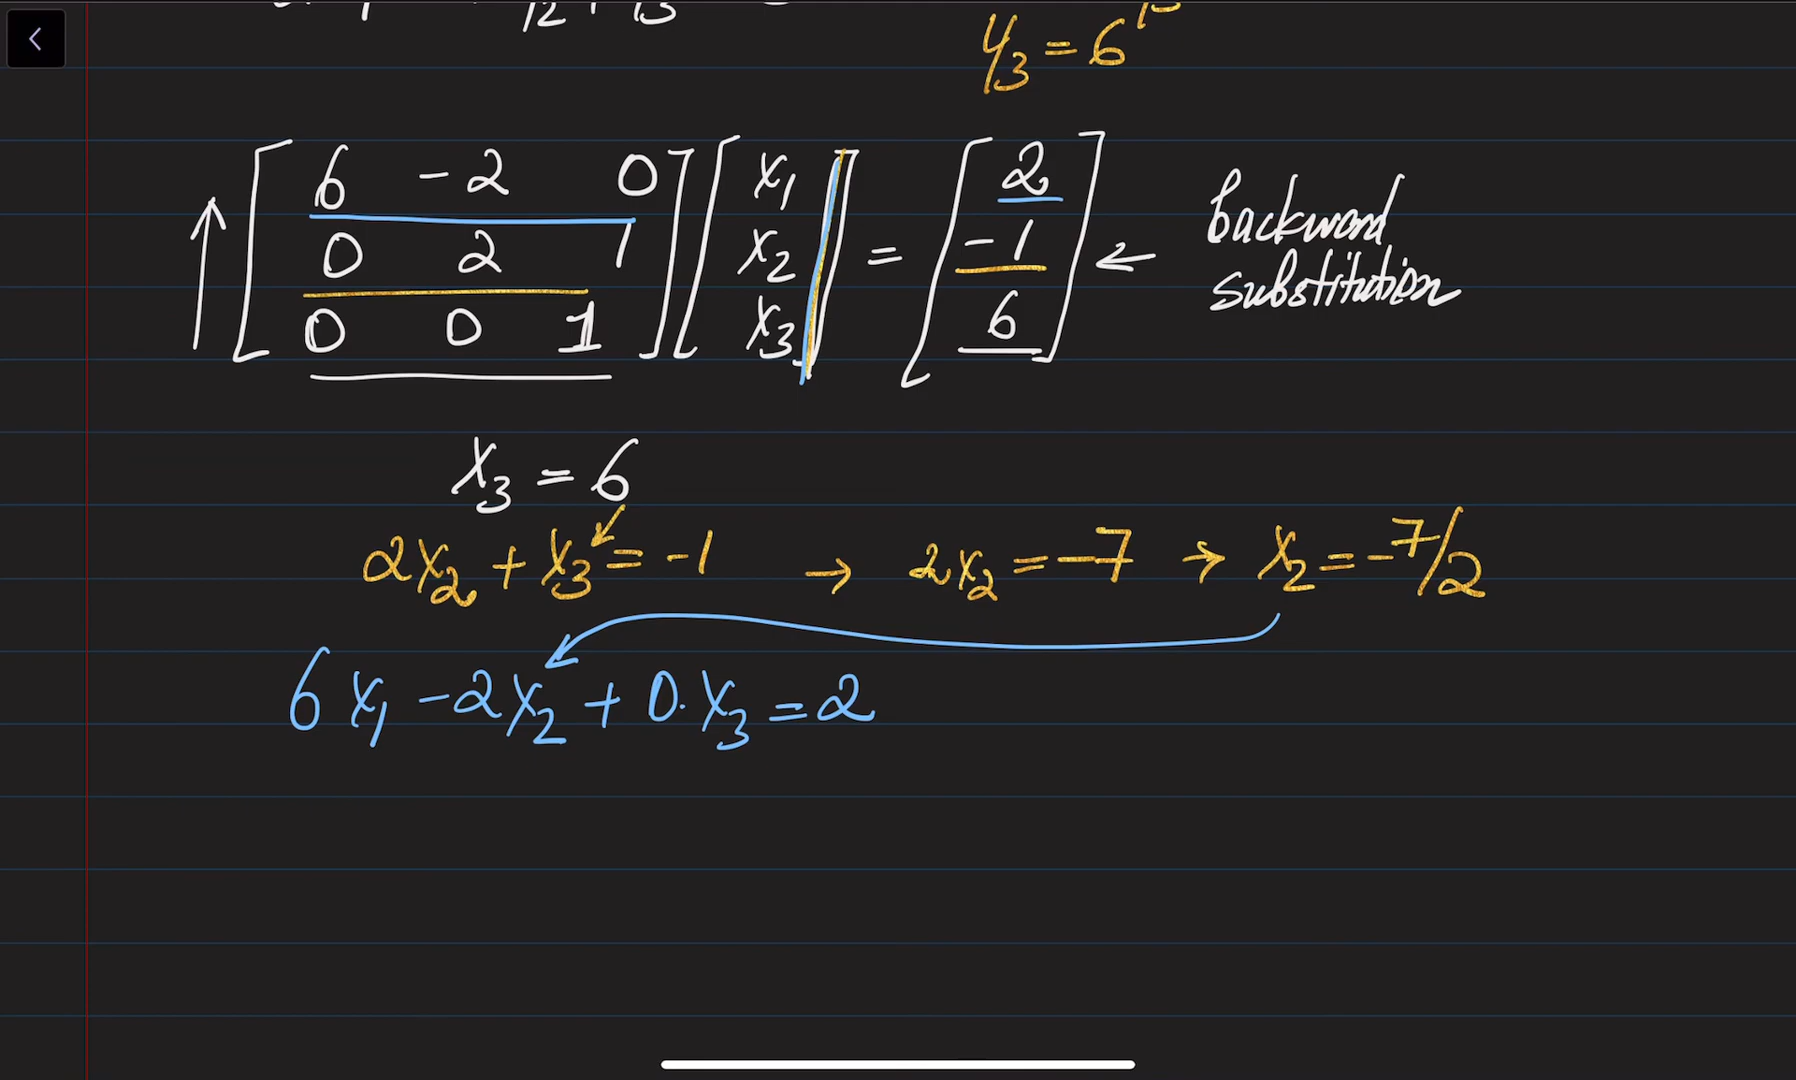 y₃ = 6
[ 6 -2 0 ] [ x₁ ] = [ 2 ]
[ 0 2 1 ] [ x₂ ] = [ -1 ] ← backword
[ 0 0 1 ] [ x₃ ] = [ 6 ] substitution
x₃ = 6
2x₂ + x₃ = -1 → 2x₂ = -7 → x₂ = -7/2
6x₁ - 2x₂ + 0.x₃ = 2